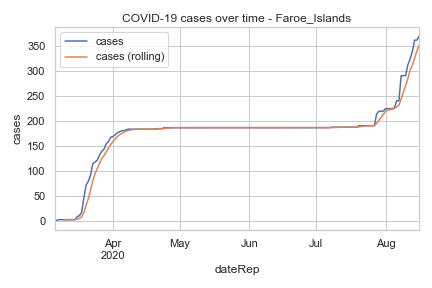 COVID-19 cases over time - Faroe_Islands
cases
cases (rolling)
350
300
250
200
150
100
50
0
cases
Apr
2020
May
Jun
Jul
Aug
dateRep